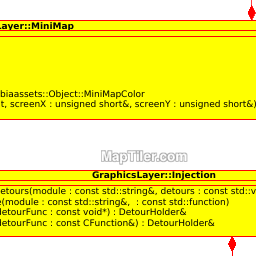 ayer::MiniMap
biaassets::Object::MiniMapColor
t, screenX : unsigned short&, screenY : unsigned short&)
MapTiler.com
GraphicsLayer::Injection
etours(module : const std::string&, detours : const std::v
e(module : const std::string&,  : const std::function)
detourFunc : const void*) : DetourHolder&
detourFunc : const CFunction&) : DetourHolder&